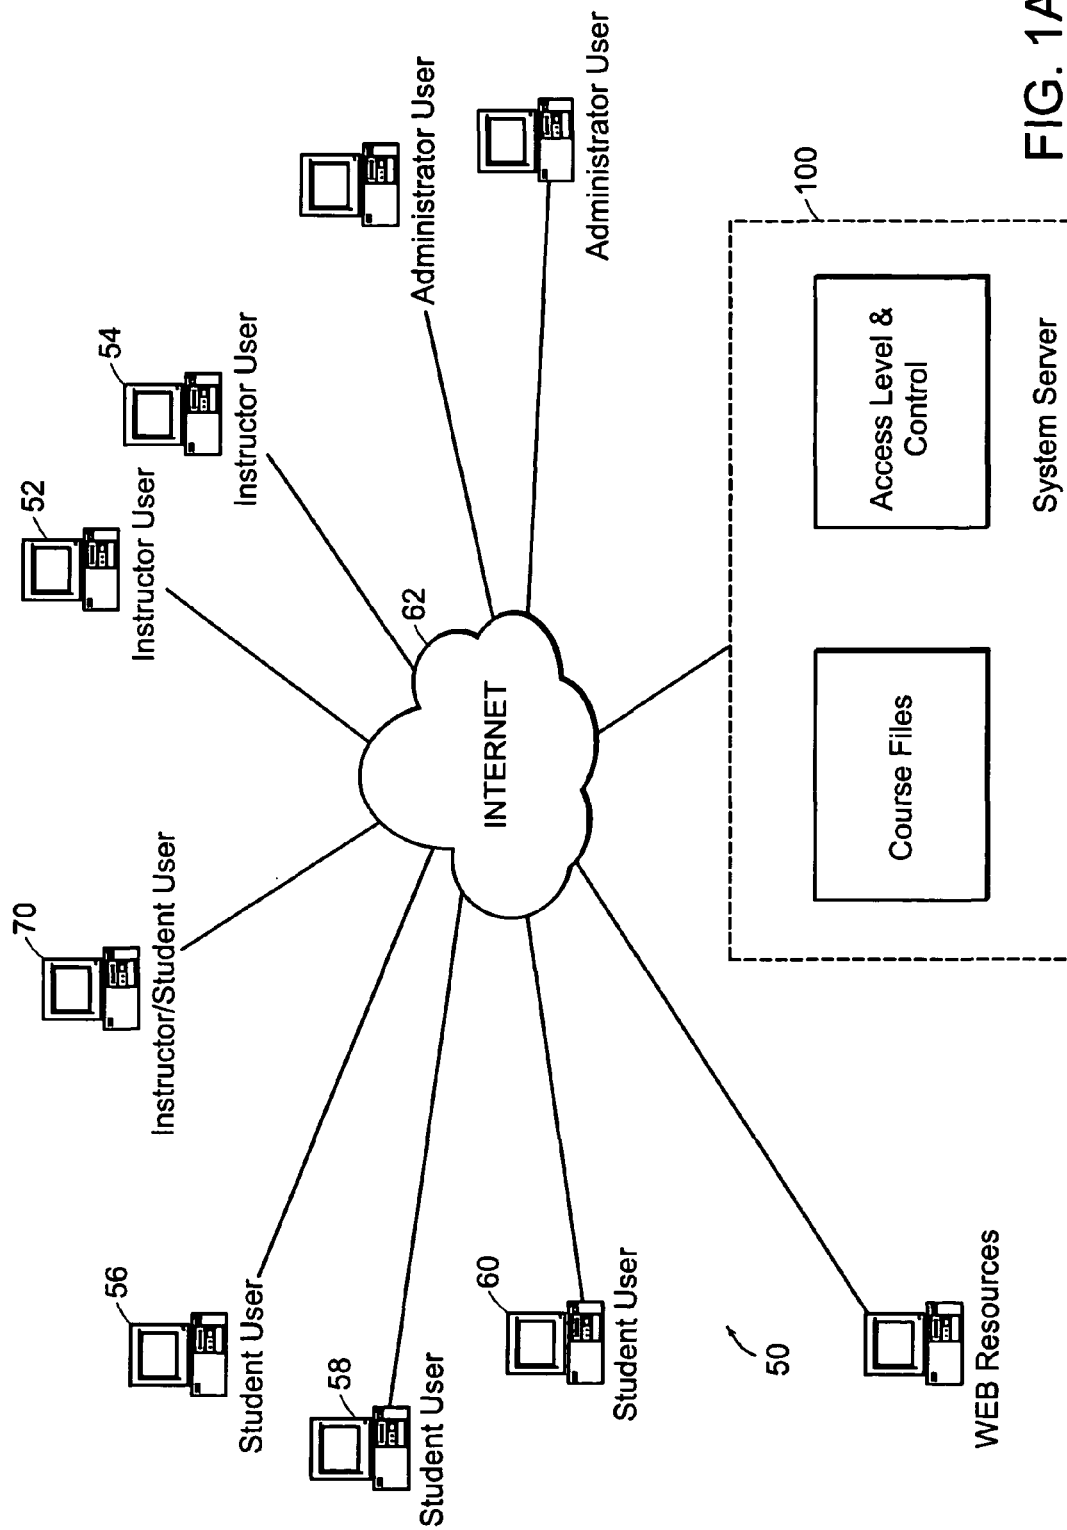 70
Instructor/Student User
52
Instructor User
54
Instructor User
56
Student User
58
Student User
60
Student User
62
INTERNET
Administrator User
Administrator User
50
WEB Resources
100
Course Files
Access Level &
Control
System Server
FIG. 1A